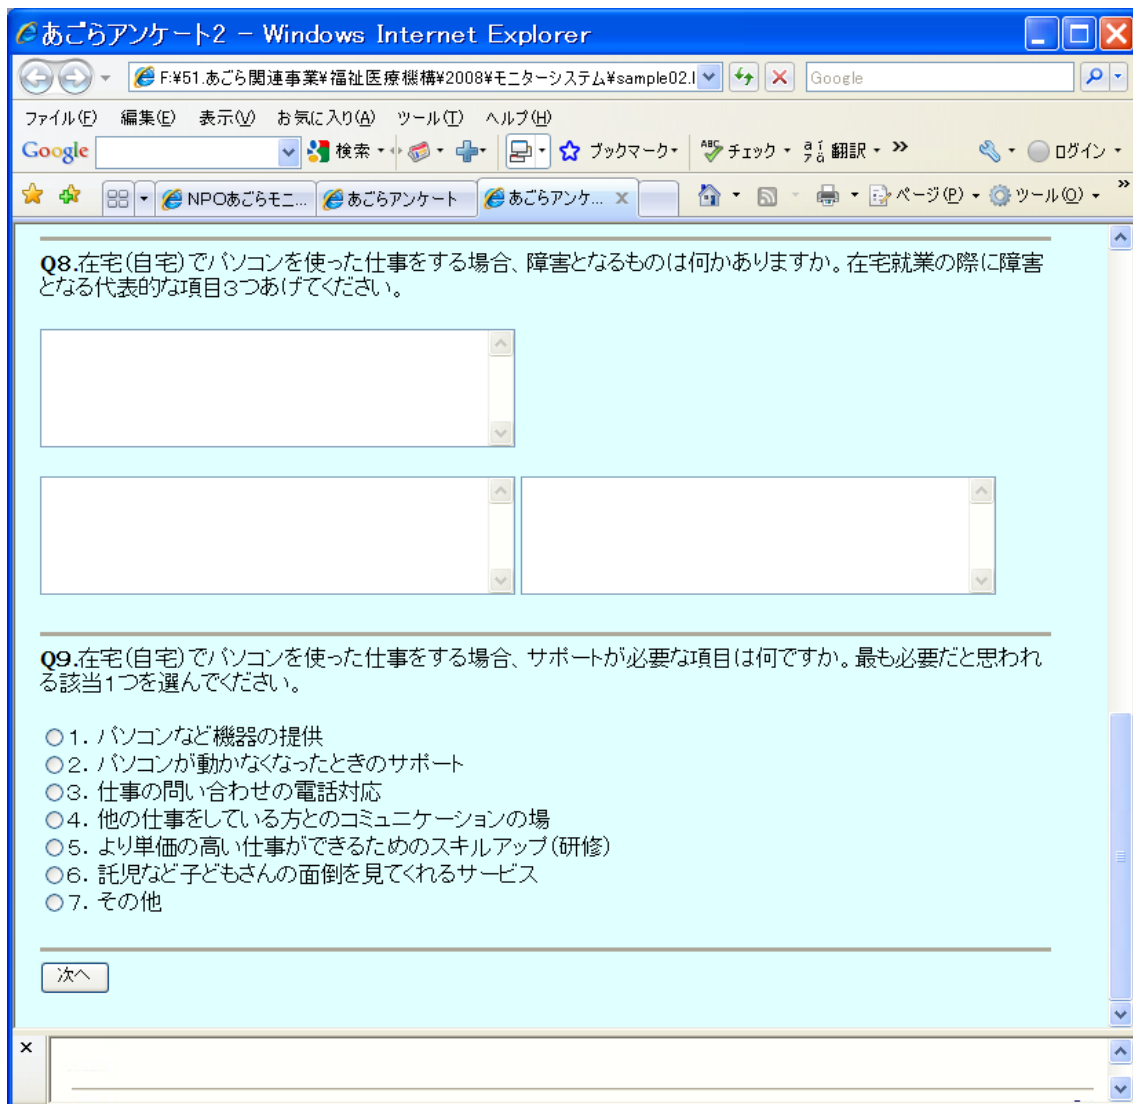 あごらアンケート2 - Windows Internet Explorer
F:¥51.あごら関連事業¥福祉医療機構¥2008¥モニターシステム¥sample02.l
Google
ファイル(F) 編集(E) 表示(V) お気に入り(A) ツール(T) ヘルプ(H)
Google 検索 ブックマーク ABC チェック 翻訳 » ログイン
NPOあごらモニ... あごらアンケート あごらアンケ... x ページ(P) ツール(O) »
Q8.在宅(自宅)でパソコンを使った仕事をする場合、障害となるものは何かありますか。在宅就業の際に障害
となる代表的な項目3つあげてください。
Q9.在宅(自宅)でパソコンを使った仕事をする場合、サポートが必要な項目は何ですか。最も必要だと思われ
る該当1つを選んでください。
1. パソコンなど機器の提供
2. パソコンが動かなくなったときのサポート
3. 仕事の問い合わせの電話対応
4. 他の仕事をしている方とのコミュニケーションの場
5. より単価の高い仕事ができるためのスキルアップ(研修)
6. 託児など子どもさんの面倒を見てくれるサービス
7. その他
次へ